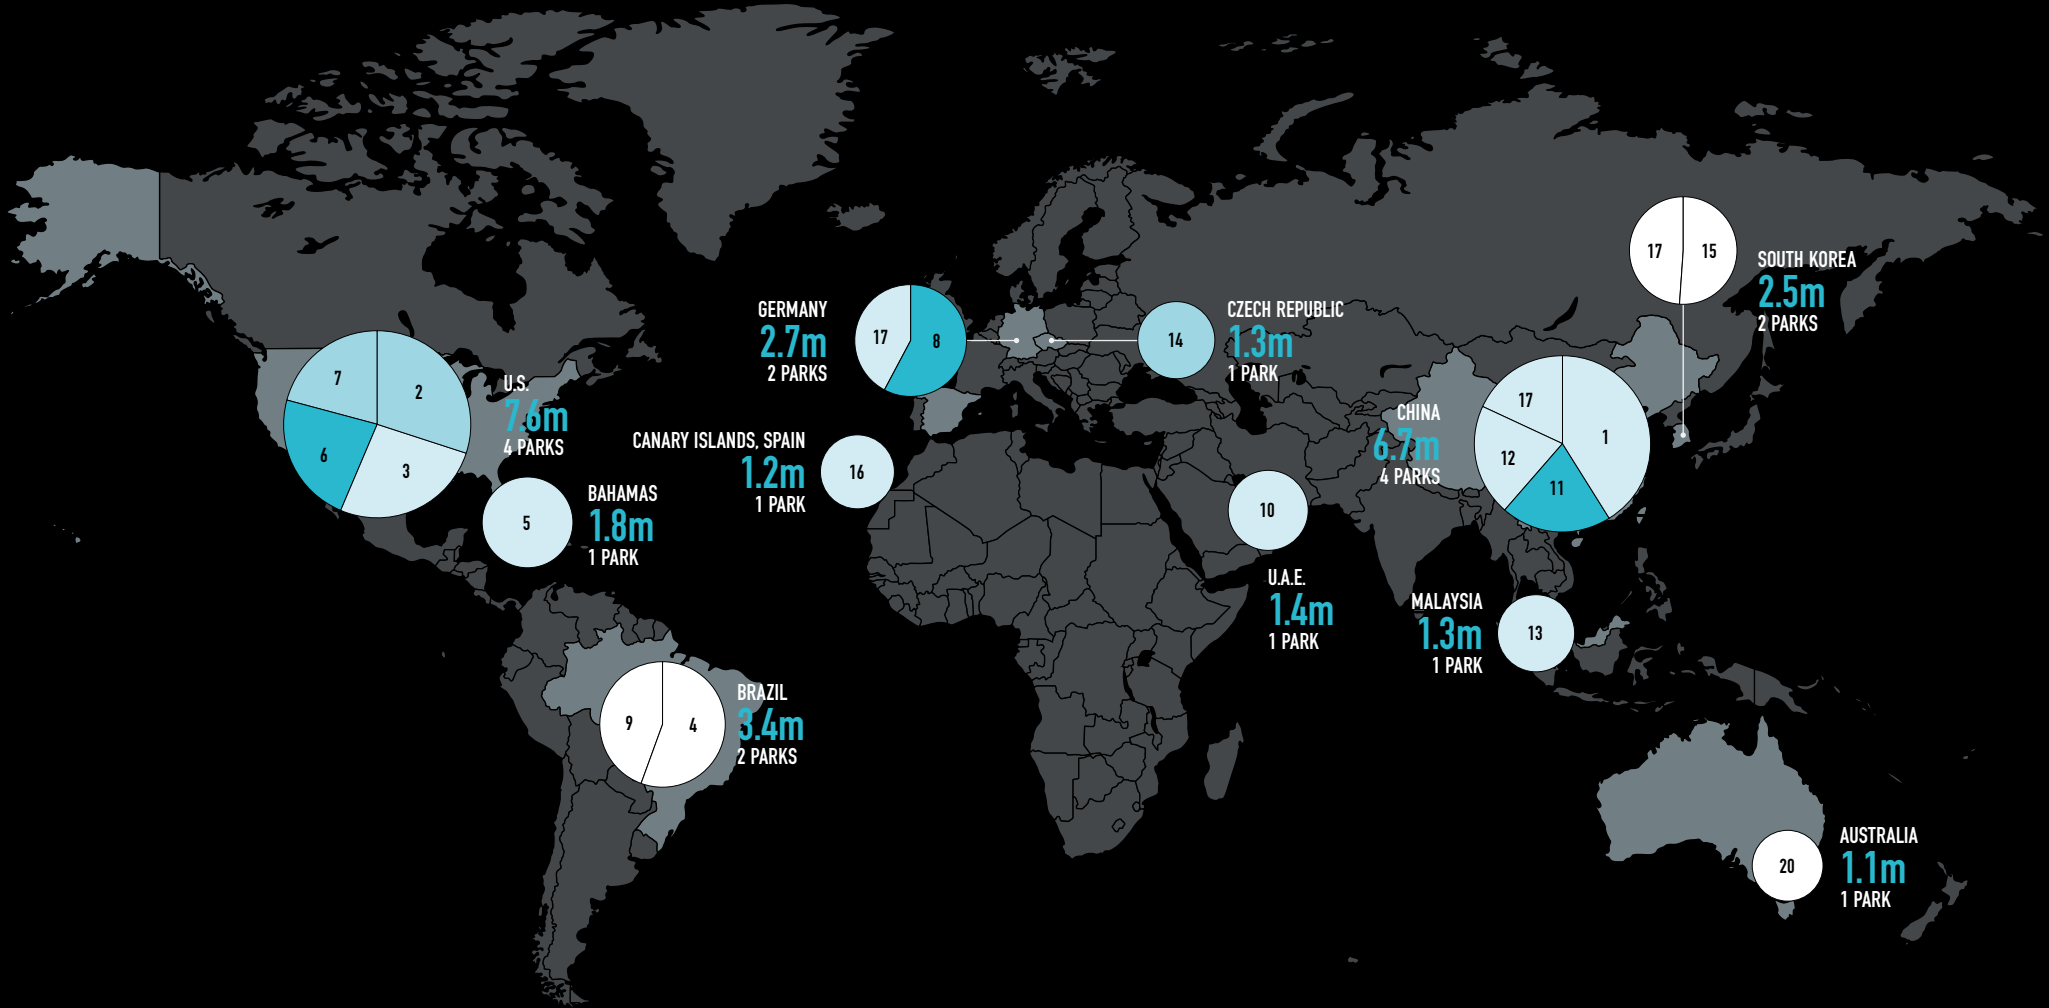 17
15
SOUTH KOREA
2.5m
2 PARKS
GERMANY
2.7m
2 PARKS
17
8
14
CZECH REPUBLIC
1.3m
1 PARK
7
2
6
3
U.S.
7.6m
4 PARKS
CHINA
6.7m
4 PARKS
17
1
12
11
CANARY ISLANDS, SPAIN
1.2m
1 PARK
16
5
BAHAMAS
1.8m
1 PARK
10
U.A.E.
1.4m
1 PARK
MALAYSIA
1.3m
1 PARK
13
9
4
BRAZIL
3.4m
2 PARKS
20
AUSTRALIA
1.1m
1 PARK